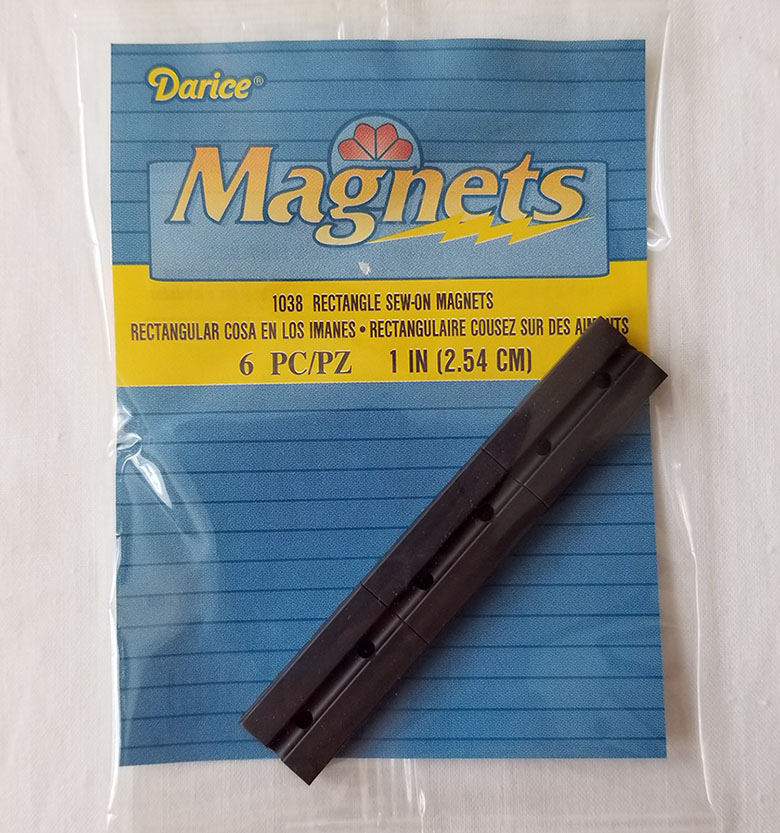 Darice®
Magnets
1038 RECTANGLE SEW-ON MAGNETS
RECTANGULAR COSA EN LOS IMANES • RECTANGULAIRE COUSEZ SUR DES
6 PC/PZ 1 IN (2.54 CM)